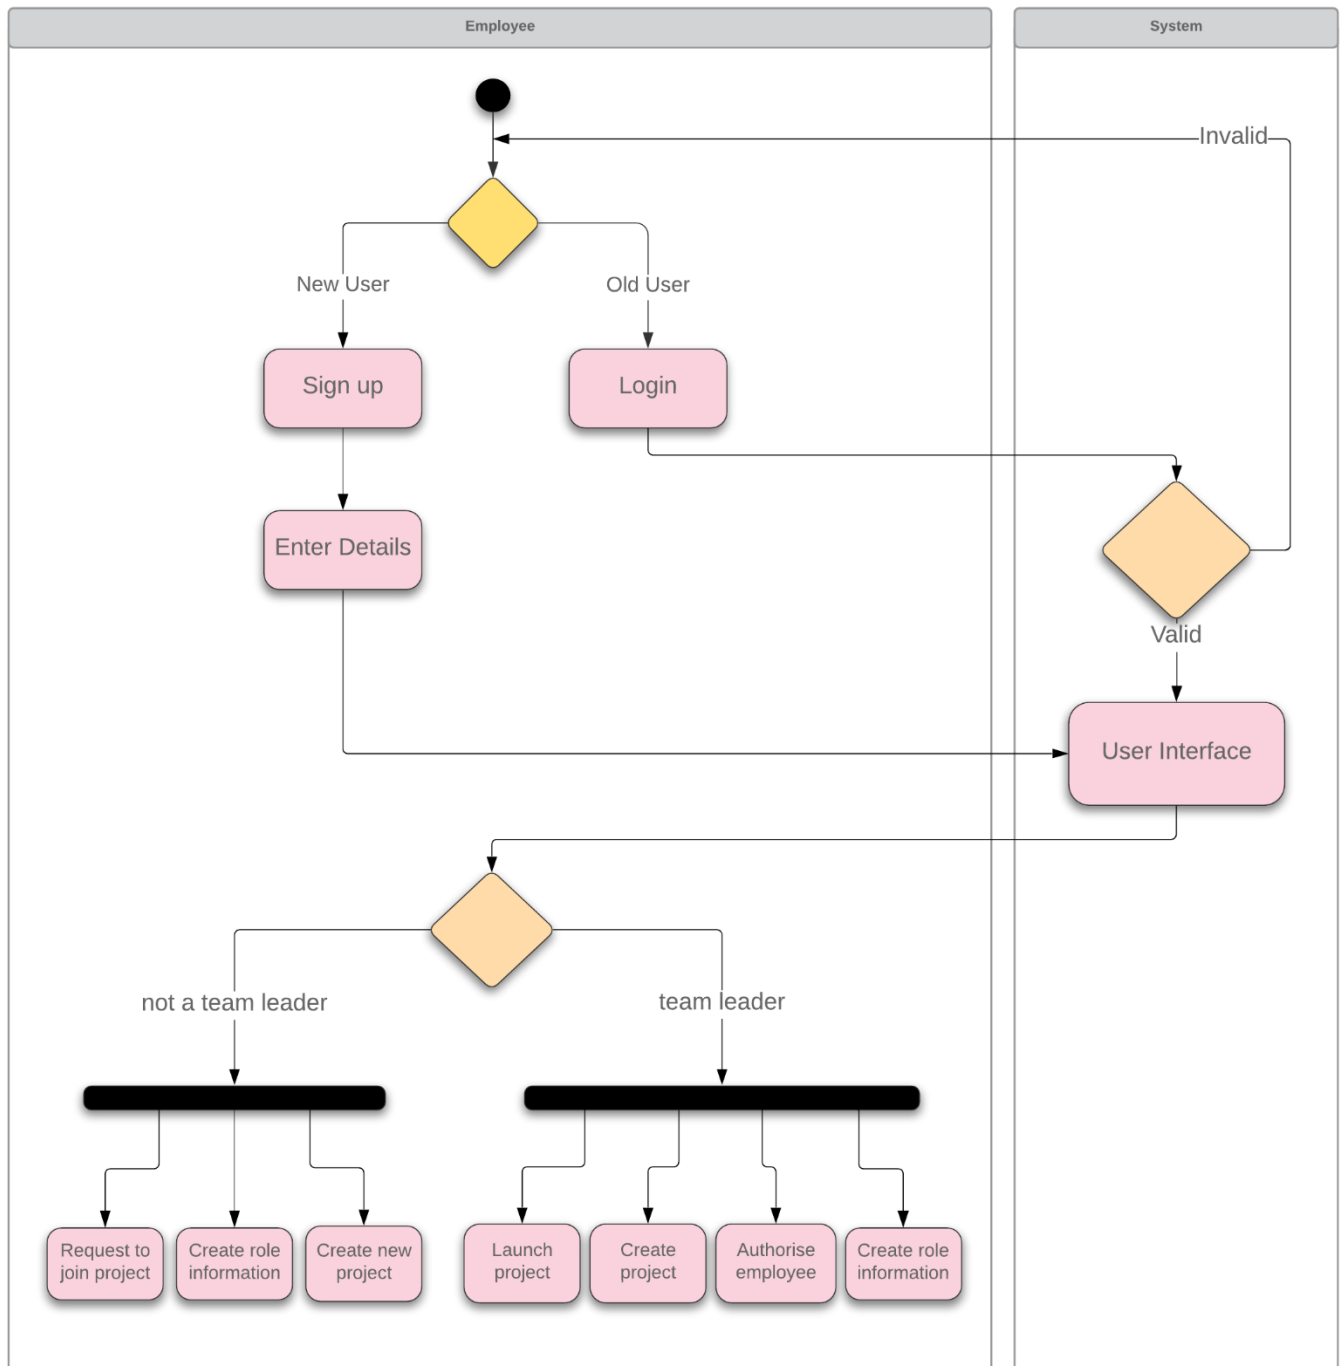 Employee
System
Invalid
New User
Old User
Sign up
Login
Enter Details
Valid
User Interface
not a team leader
team leader
Request to
join project
Create role
information
Create new
project
Launch
project
Create
project
Authorise
employee
Create role
information